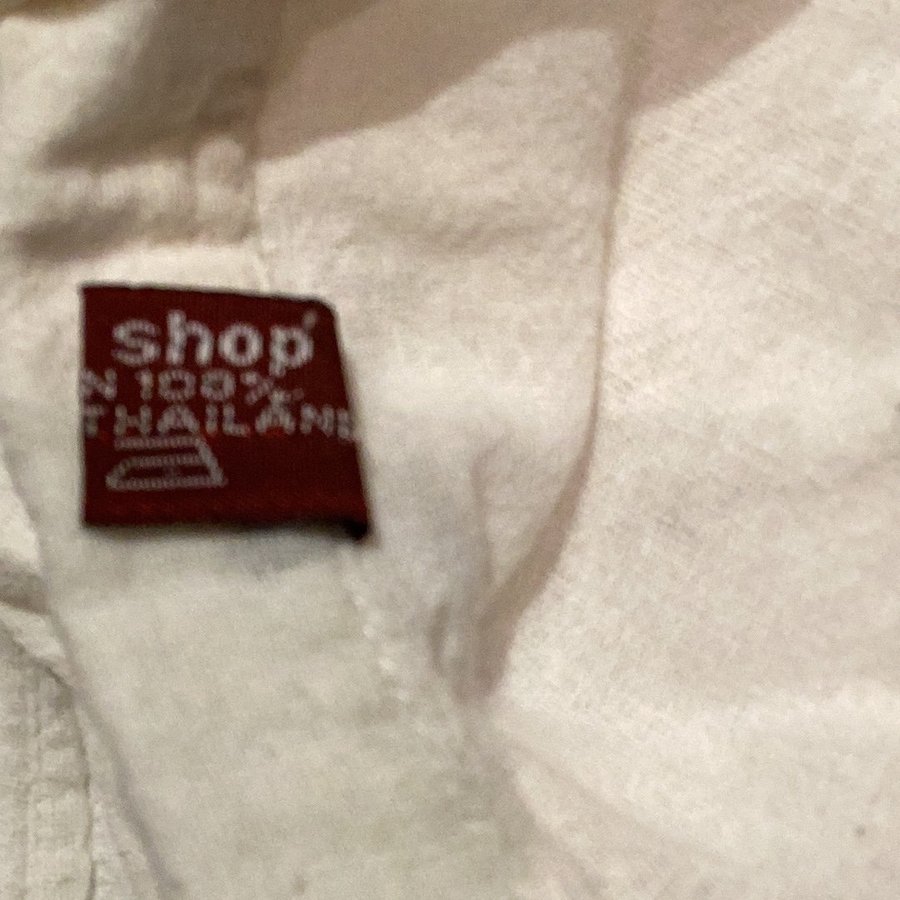 shop
N 100%
THAILAND